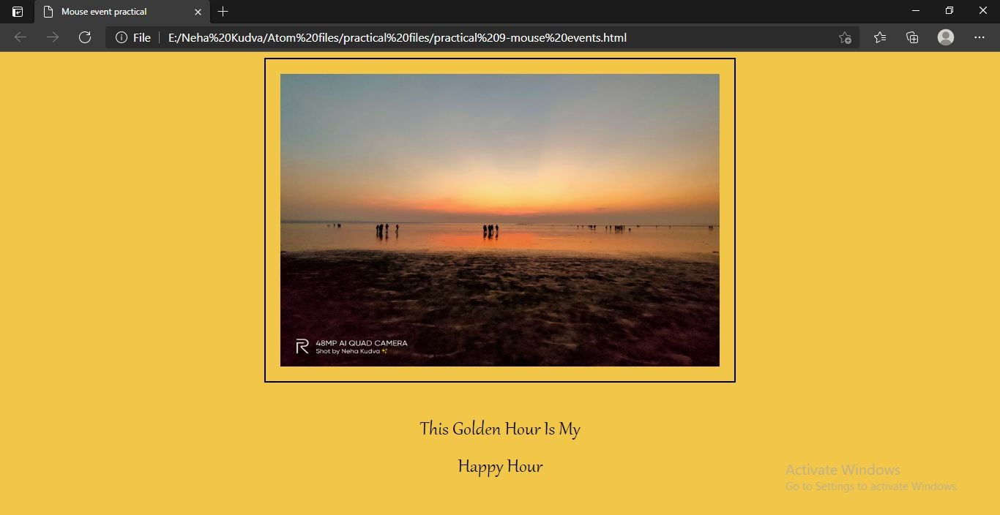 Mouse event practical
File
E:/Neha%20Kudva/Atom%20files/practical%20files/practical%209-mouse%20events.html
48MP AI QUAD CAMERA
Shot by Neha Kudva✨
This Golden Hour Is My
Happy Hour
Activate Windows
Go to Settings to activate Windows.